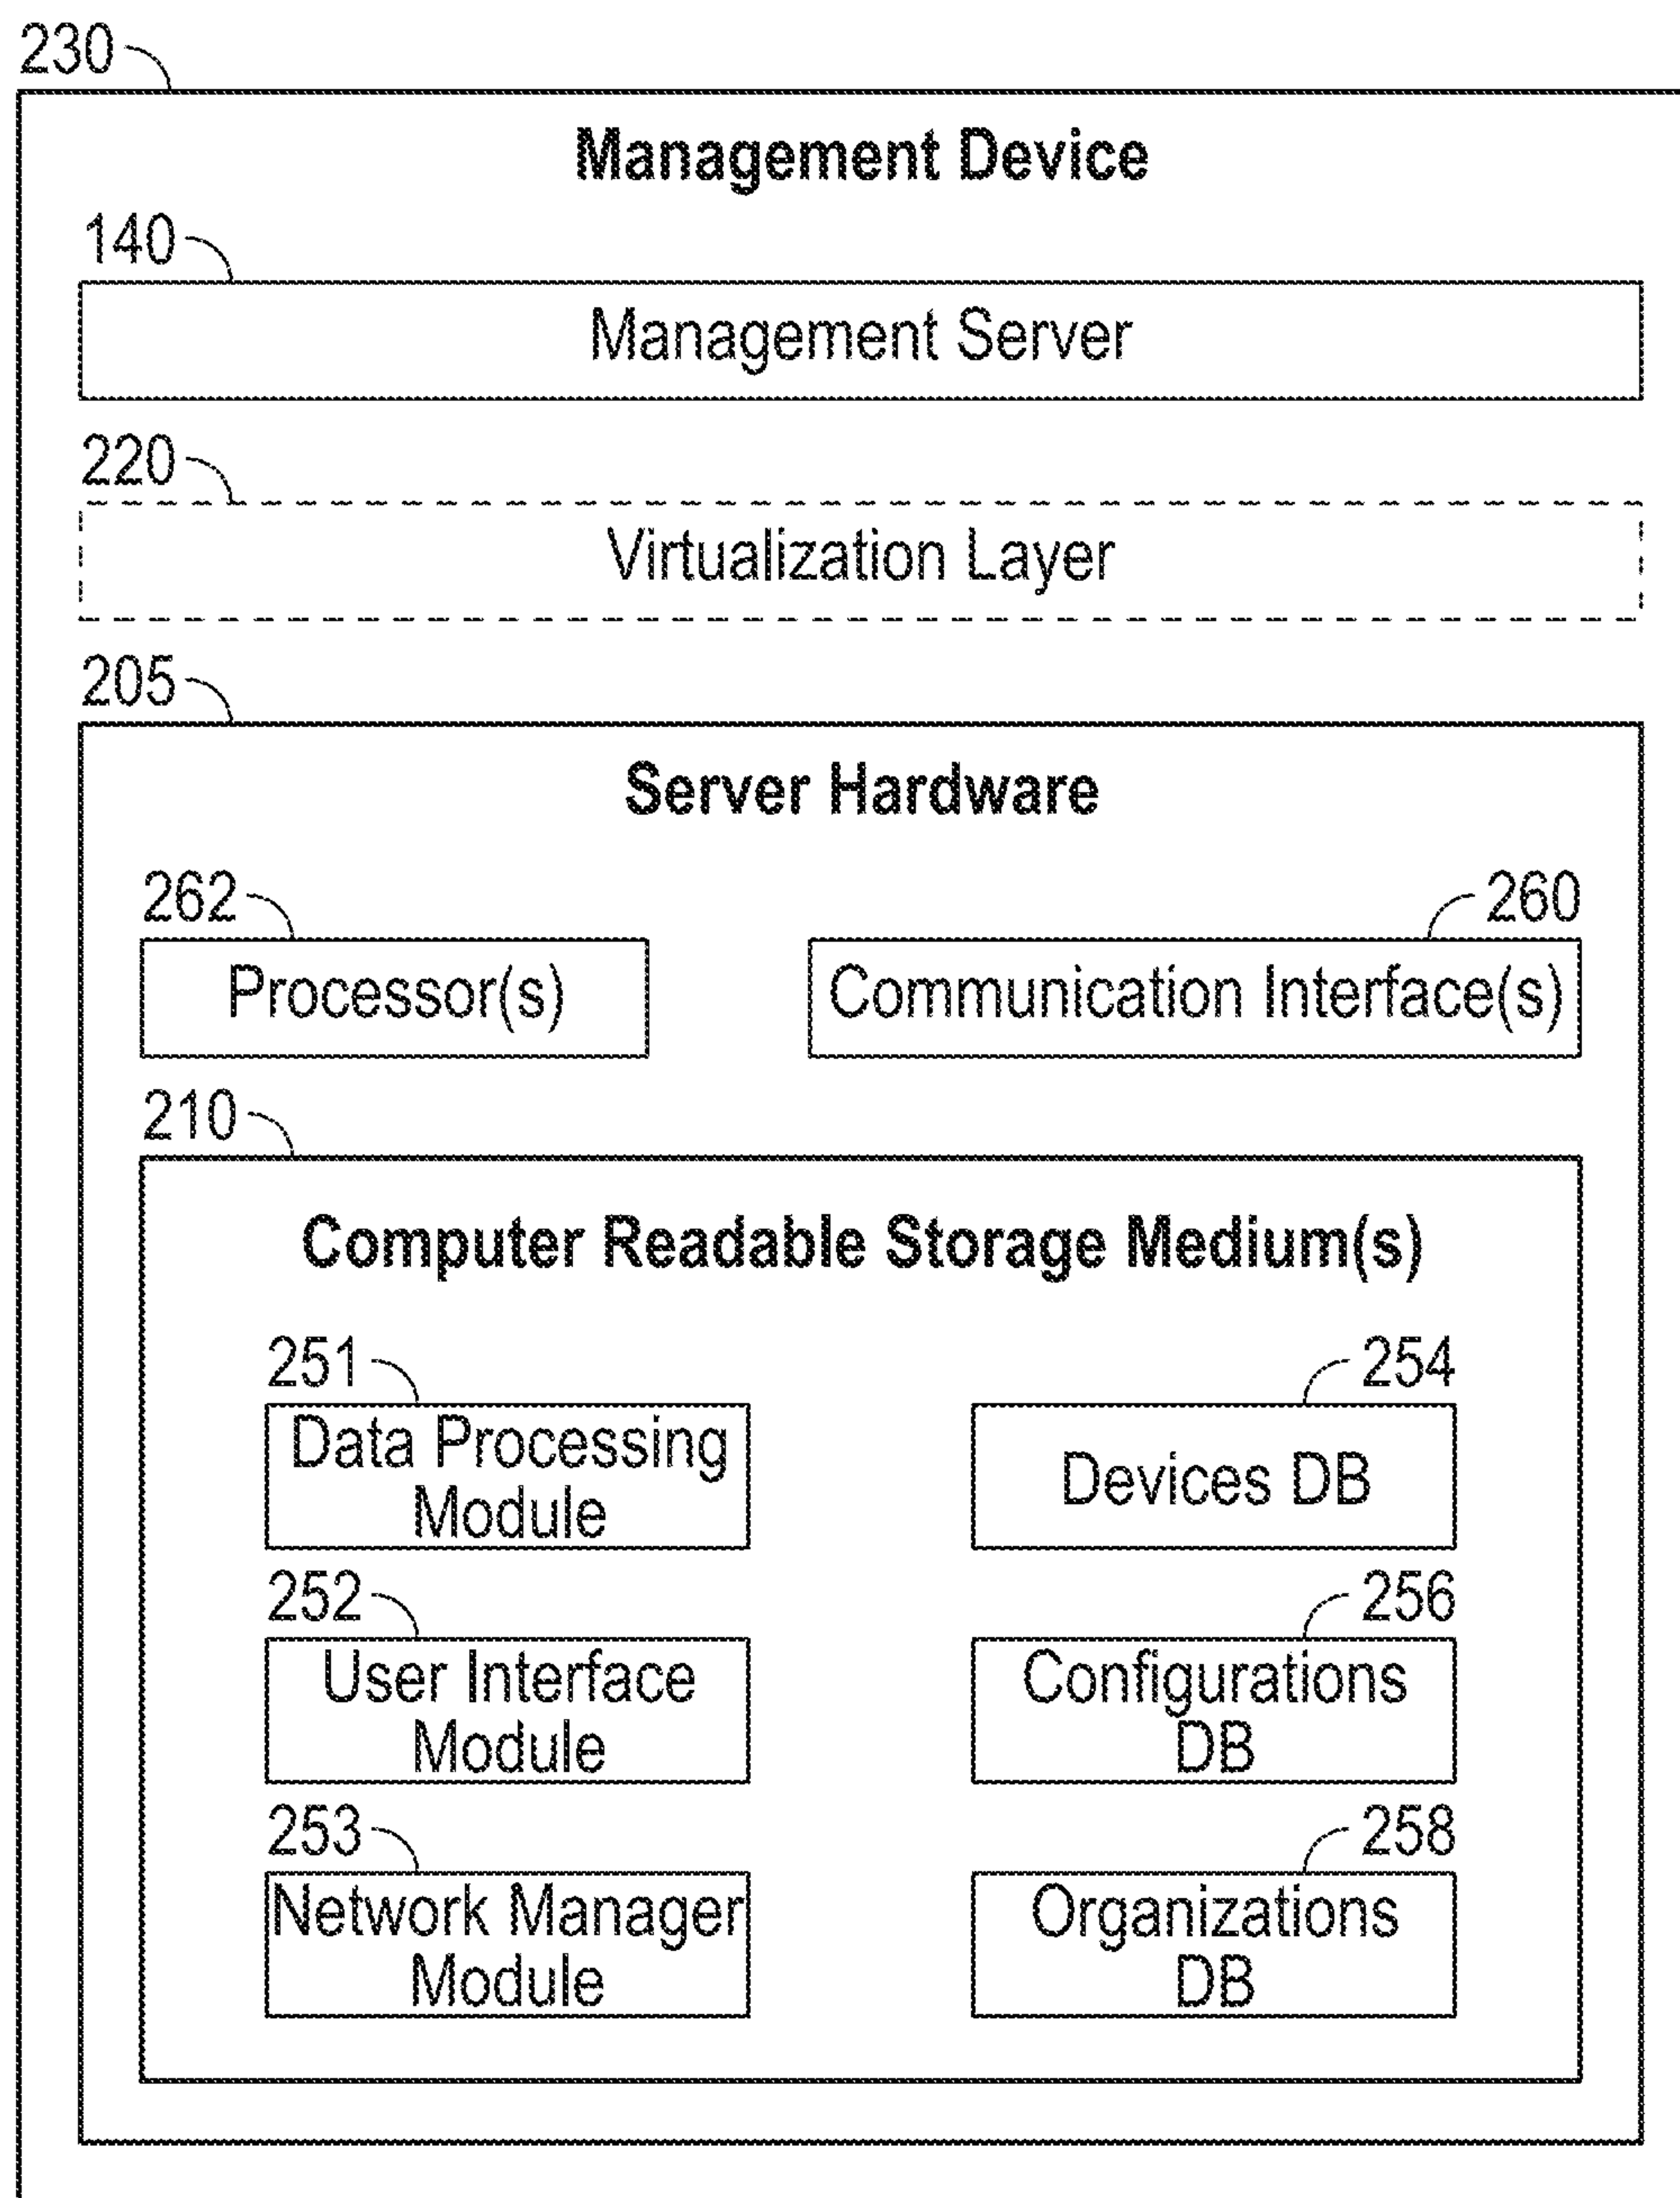 230
Management Device
140
Management Server
220
Virtualization Layer
205
Server Hardware
262
260
Processor(s)
Communication Interface(s)
210
Computer Readable Storage Medium(s)
251
254
Data Processing
Module
Devices DB
252
256
User Interface
Module
Configurations
DB
253
258
Network Manager
Module
Organizations
DB